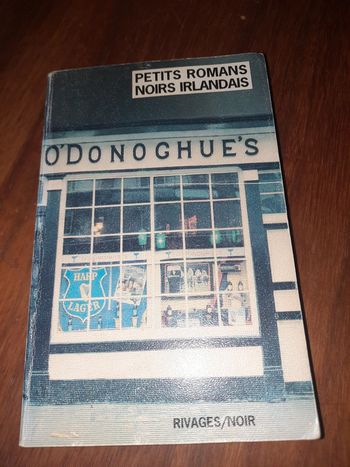 PETITS ROMANS
NOIRS IRLANDAIS
O'DONOGHUE'S
HARP
LAGER
RIVAGES/NOIR